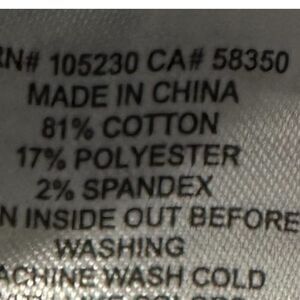 RN# 105230 CA# 58350
MADE IN CHINA
81% COTTON
17% POLYESTER
2% SPANDEX
N INSIDE OUT BEFORE
WASHING
ACHINE WASH COLD